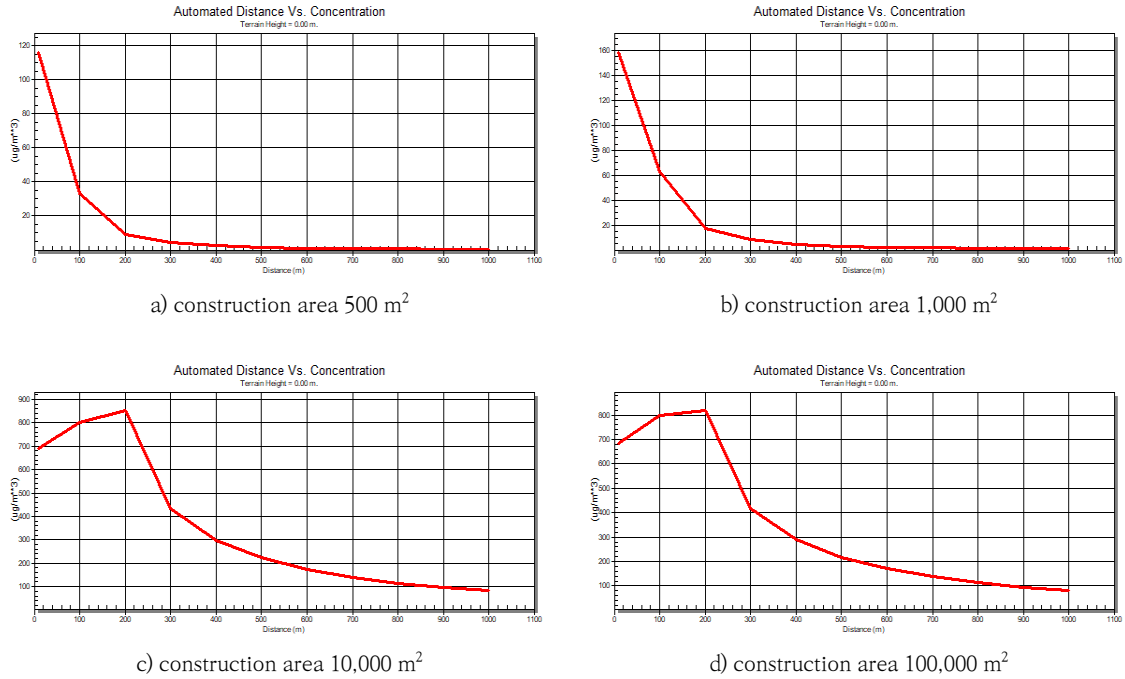 Automated Distance Vs. Concentration
Terrain Height = 0.00 m.
(ug/m**3)
120
100
80
60
40
20
0 100 200 300 400 500 600 700 800 900 1000 1100
Distance (m)
a) construction area 500 m²
Automated Distance Vs. Concentration
Terrain Height = 0.00 m.
(ug/m**3)
160
140
120
100
80
60
40
20
0 100 200 300 400 500 600 700 800 900 1000 1100
Distance (m)
b) construction area 1,000 m²
Automated Distance Vs. Concentration
Terrain Height = 0.00 m.
(ug/m**3)
900
800
700
600
500
400
300
200
100
0 100 200 300 400 500 600 700 800 900 1000 1100
Distance (m)
c) construction area 10,000 m²
Automated Distance Vs. Concentration
Terrain Height = 0.00 m.
(ug/m**3)
800
700
600
500
400
300
200
100
0 100 200 300 400 500 600 700 800 900 1000 1100
Distance (m)
d) construction area 100,000 m²